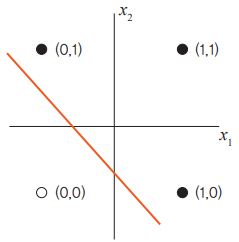 x₂
(0,1) (1,1)
x₁
(0,0) (1,0)